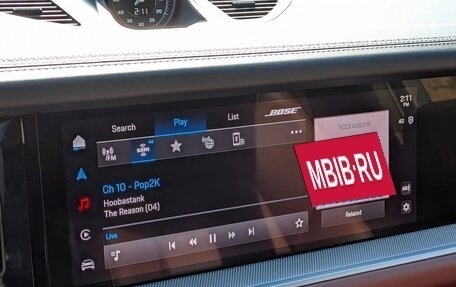 211
Search
Play
List
BOSE
hoobastank
2:11
PM
4G
FM
sxm
Ch 10 - Pop2K
Hoobastank
The Reason (04)
MBIB·RU
Live
Related